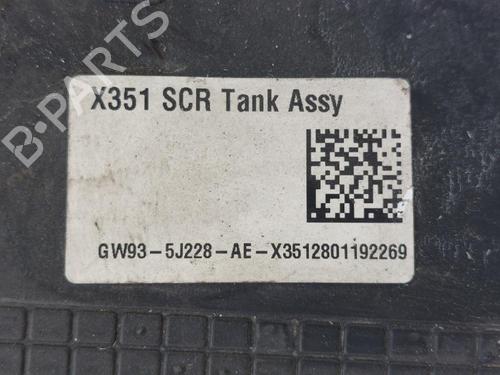 X351 SCR Tank Assy
B-PARTS
GW93-5J228-AE-X3512801192269